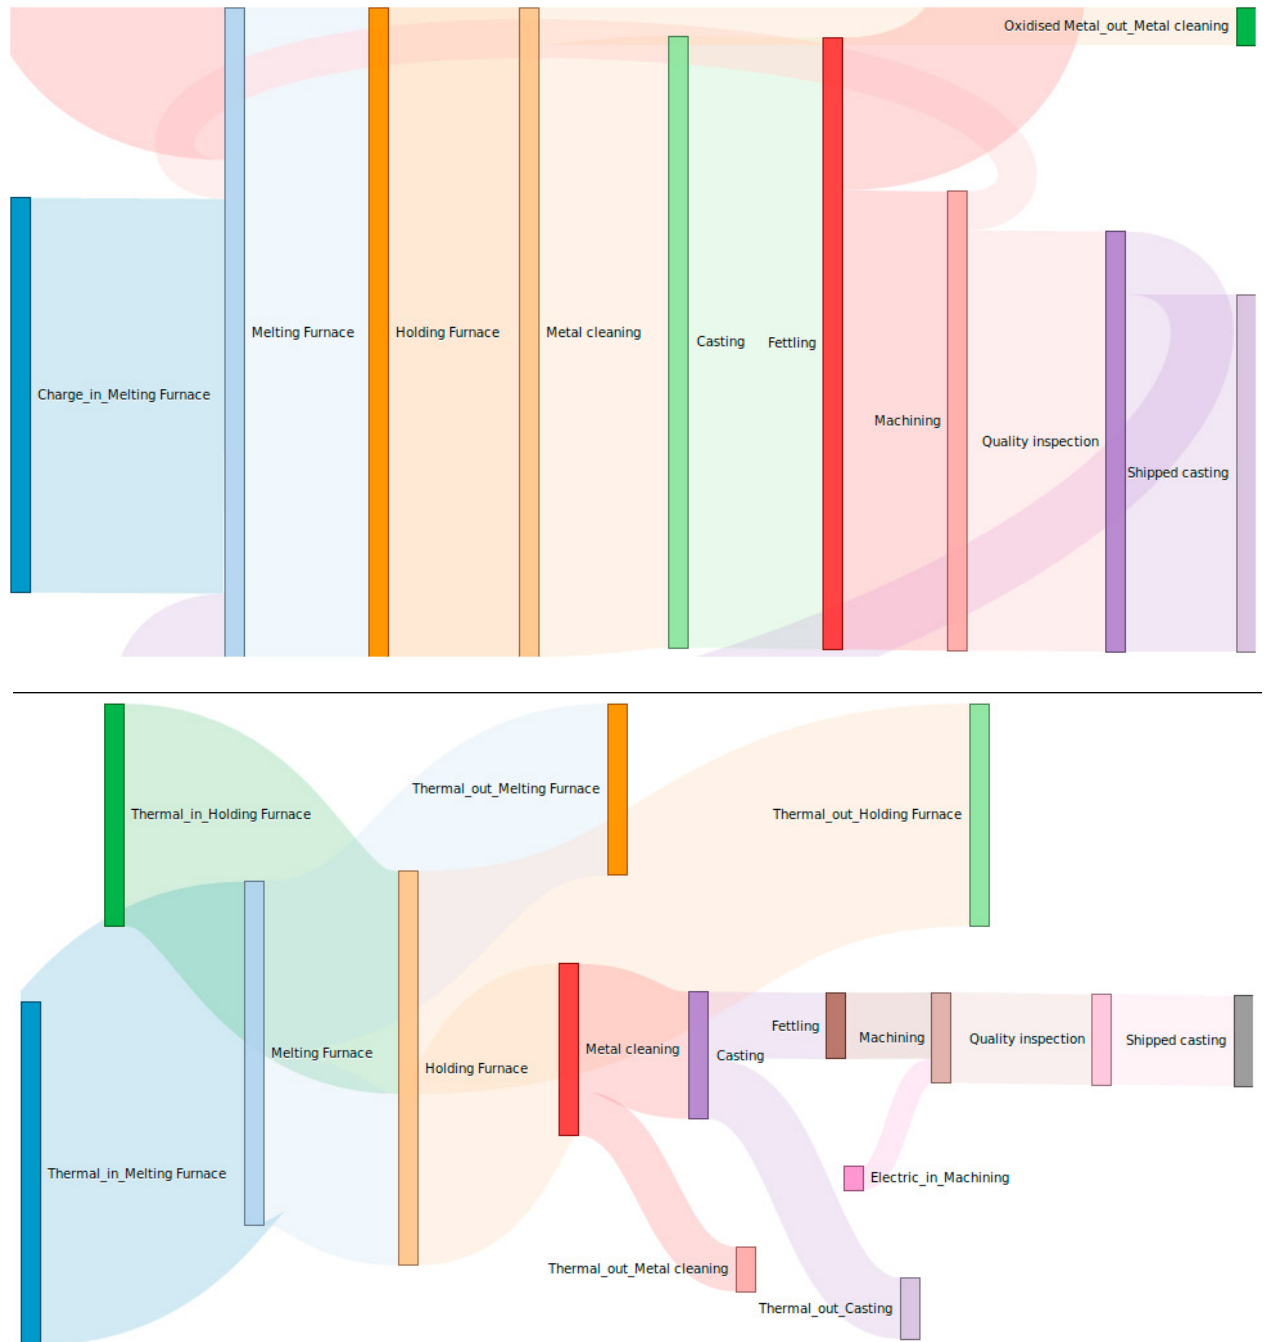 Oxidised Metal_out_Metal cleaning
Melting Furnace
Holding Furnace
Metal cleaning
Casting
Fettling
Charge_in_Melting Furnace
Machining
Quality inspection
Shipped casting
Thermal_out_Melting Furnace
Thermal_in_Holding Furnace
Thermal_out_Holding Furnace
Fettling
Machining
Quality inspection
Shipped casting
Metal cleaning
Casting
Melting Furnace
Holding Furnace
Thermal_in_Melting Furnace
Electric_in_Machining
Thermal_out_Metal cleaning
Thermal_out_Casting